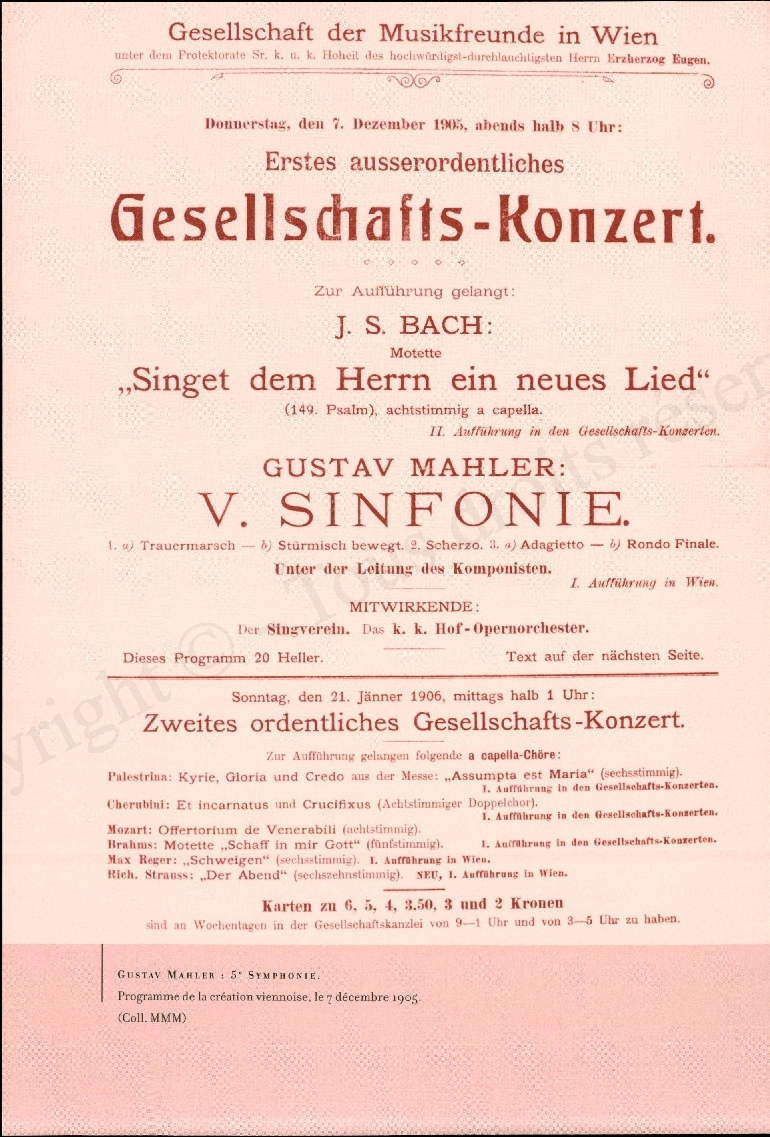 Gesellschaft der Musikfreunde in Wien
unter dem Protektorate Sr. k. u. k. Hoheit des hochwürdigst-durchlauchtigsten Herrn Erzherzog Eugen.
Donnerstag, den 7. Dezember 1905, abends halb 8 Uhr:
Erstes ausserordentliches
Gesellschafts-Konzert.
Zur Aufführung gelangt:
J. S. BACH:
Motette
„Singet dem Herrn ein neues Lied“
(149. Psalm), achtstimmig a capella.
II. Aufführung in den Gesellschafts-Konzerten.
GUSTAV MAHLER:
V. SINFONIE.
1. a) Trauermarsch — b) Stürmisch bewegt. 2. Scherzo. 3. a) Adagietto — b) Rondo Finale.
Unter der Leitung des Komponisten.
I. Aufführung in Wien.
MITWIRKENDE:
Der Singverein. Das k. k. Hof-Opernorchester.
Dieses Programm 20 Heller. Text auf der nächsten Seite.
Sonntag, den 21. Jänner 1906, mittags halb 1 Uhr:
Zweites ordentliches Gesellschafts-Konzert.
Zur Aufführung gelangen folgende a capella-Chöre:
Palestrina: Kyrie, Gloria und Credo aus der Messe: „Assumpta est Maria“ (sechsstimmig).
I. Aufführung in den Gesellschafts-Konzerten.
Cherubini: Et incarnatus und Crucifixus (Achtstimmiger Doppelchor).
I. Aufführung in den Gesellschafts-Konzerten.
Mozart: Offertorium de Venerabili (achtstimmig).
Brahms: Motette „Schaff in mir Gott“ (fünfstimmig). I. Aufführung in den Gesellschafts-Konzerten.
Max Reger: „Schweigen“ (sechsstimmig). I. Aufführung in Wien.
Rich. Strauss: „Der Abend“ (sechszehnstimmig). NEU, I. Aufführung in Wien.
Karten zu 6, 5, 4, 3.50, 3 und 2 Kronen
sind an Wochentagen in der Gesellschaftskanzlei von 9—1 Uhr und von 3—5 Uhr zu haben.
GUSTAV MAHLER : 5e SYMPHONIE.
Programme de la création viennoise, le 7 décembre 1905.
(Coll. MMM)
© Tous droits